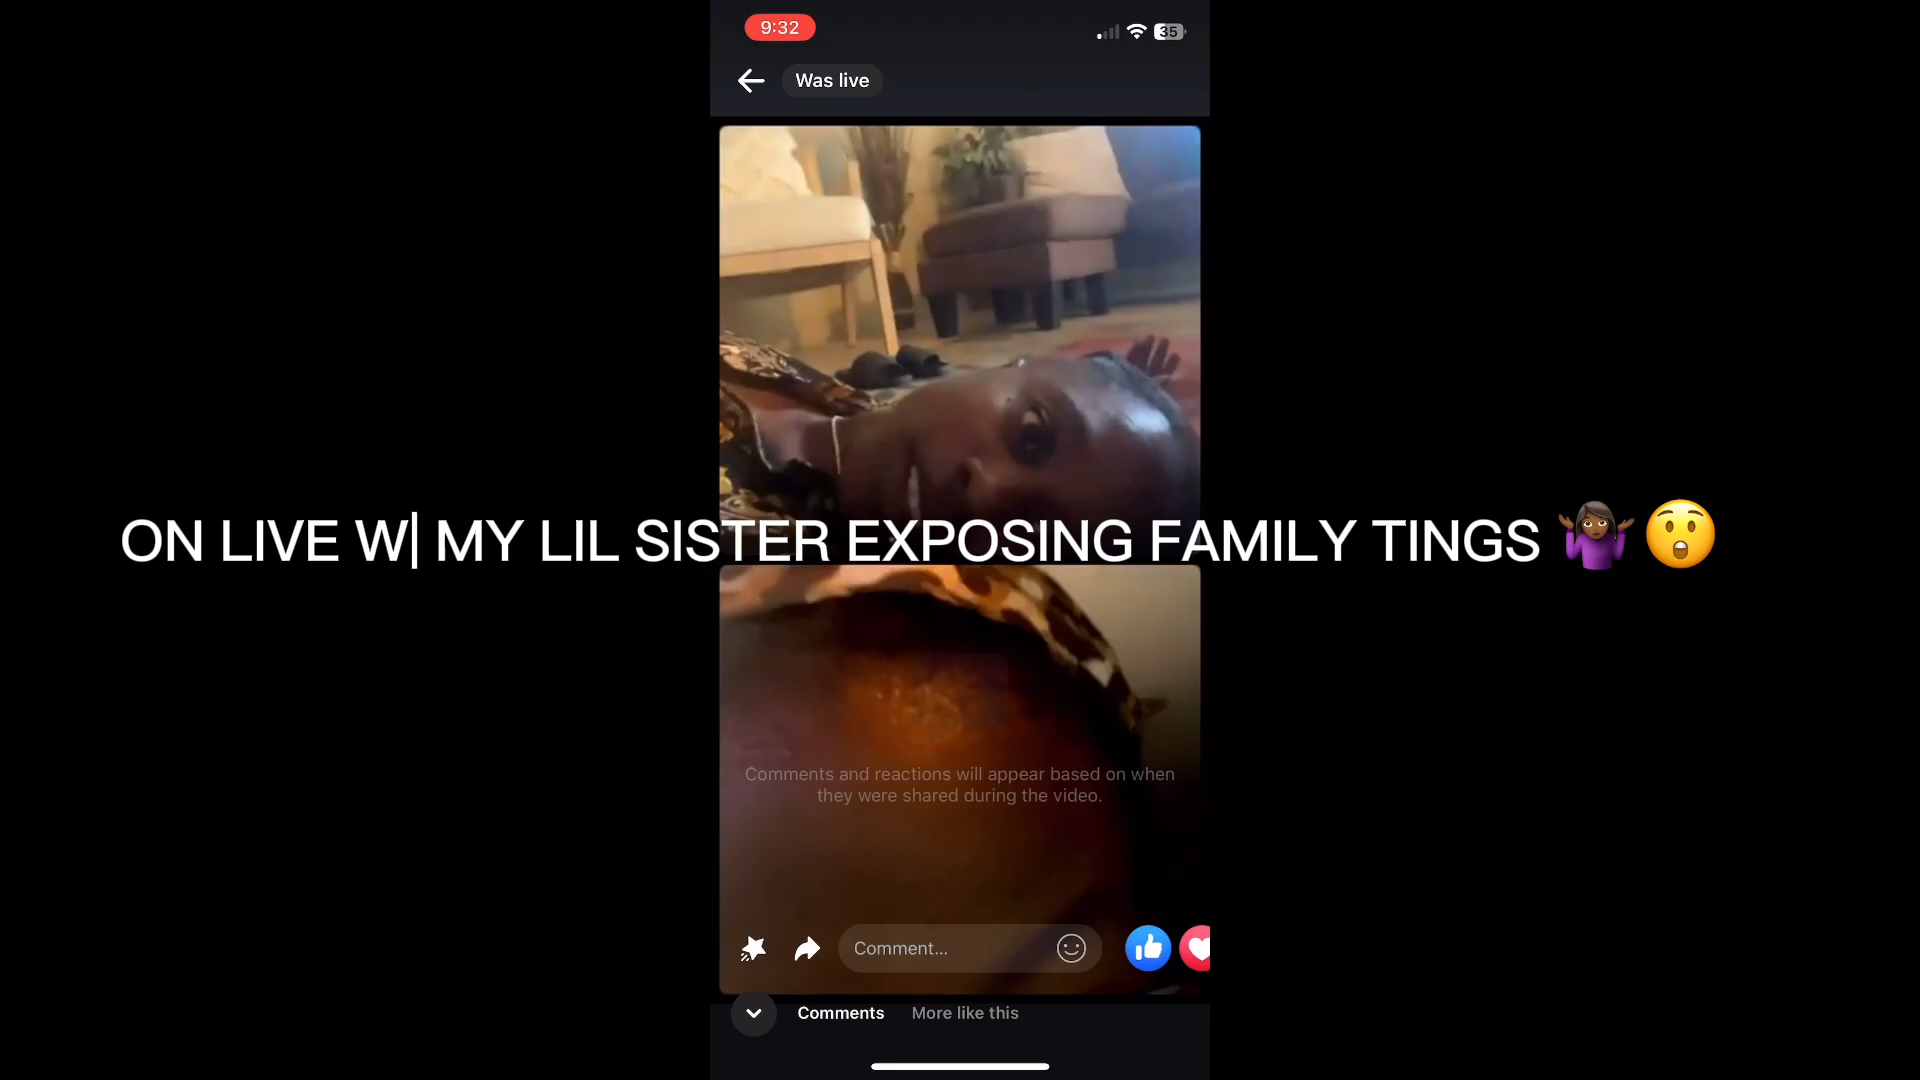 9:32
35
Was live
ON LIVE W| MY LIL SISTER EXPOSING FAMILY TINGS 🤷🏾‍♀️😲
Comments and reactions will appear based on when
they were shared during the video.
Comment...
Comments More like this